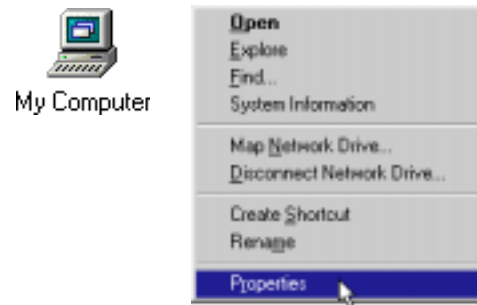 My Computer
Open
Explore
Find...
System Information
Map Network Drive...
Disconnect Network Drive...
Create Shortcut
Rename
Properties